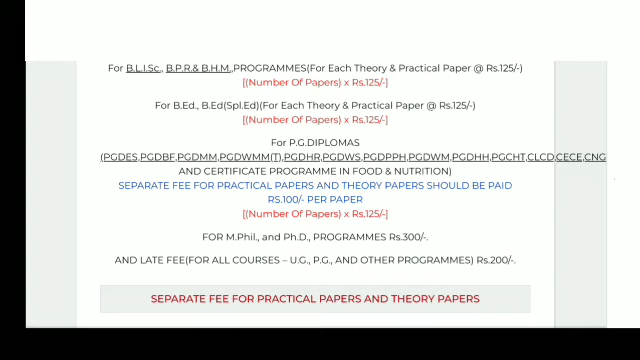 For B.L.I.Sc., B.P.R.& B.H.M.,PROGRAMMES(For Each Theory & Practical Paper @ Rs.125/-)
[(Number Of Papers) x Rs,125/-]
For B.Ed., B.Ed(Spl.Ed)(For Each Theory & Practical Paper @ Rs.125/-)
[(Number Of Papers) x Rs,125/-]
For P.G.DIPLOMAS
(PGDES,PGDBF,PGDMM,PGDWMM(T),PGDHR,PGDWS,PGDPPH,PGDWM,PGDHH,PGCHT,CLCD,CECE,CNG
AND CERTIFICATE PROGRAMME IN FOOD & NUTRITION)
SEPARATE FEE FOR PRACTICAL PAPERS AND THEORY PAPERS SHOULD BE PAID
RS.100/- PER PAPER
[(Number Of Papers) x Rs,125/-]
FOR M.Phil., and Ph.D., PROGRAMMES Rs.300/-.
AND LATE FEE(FOR ALL COURSES – U.G., P.G., AND OTHER PROGRAMMES) Rs.200/-.
SEPARATE FEE FOR PRACTICAL PAPERS AND THEORY PAPERS